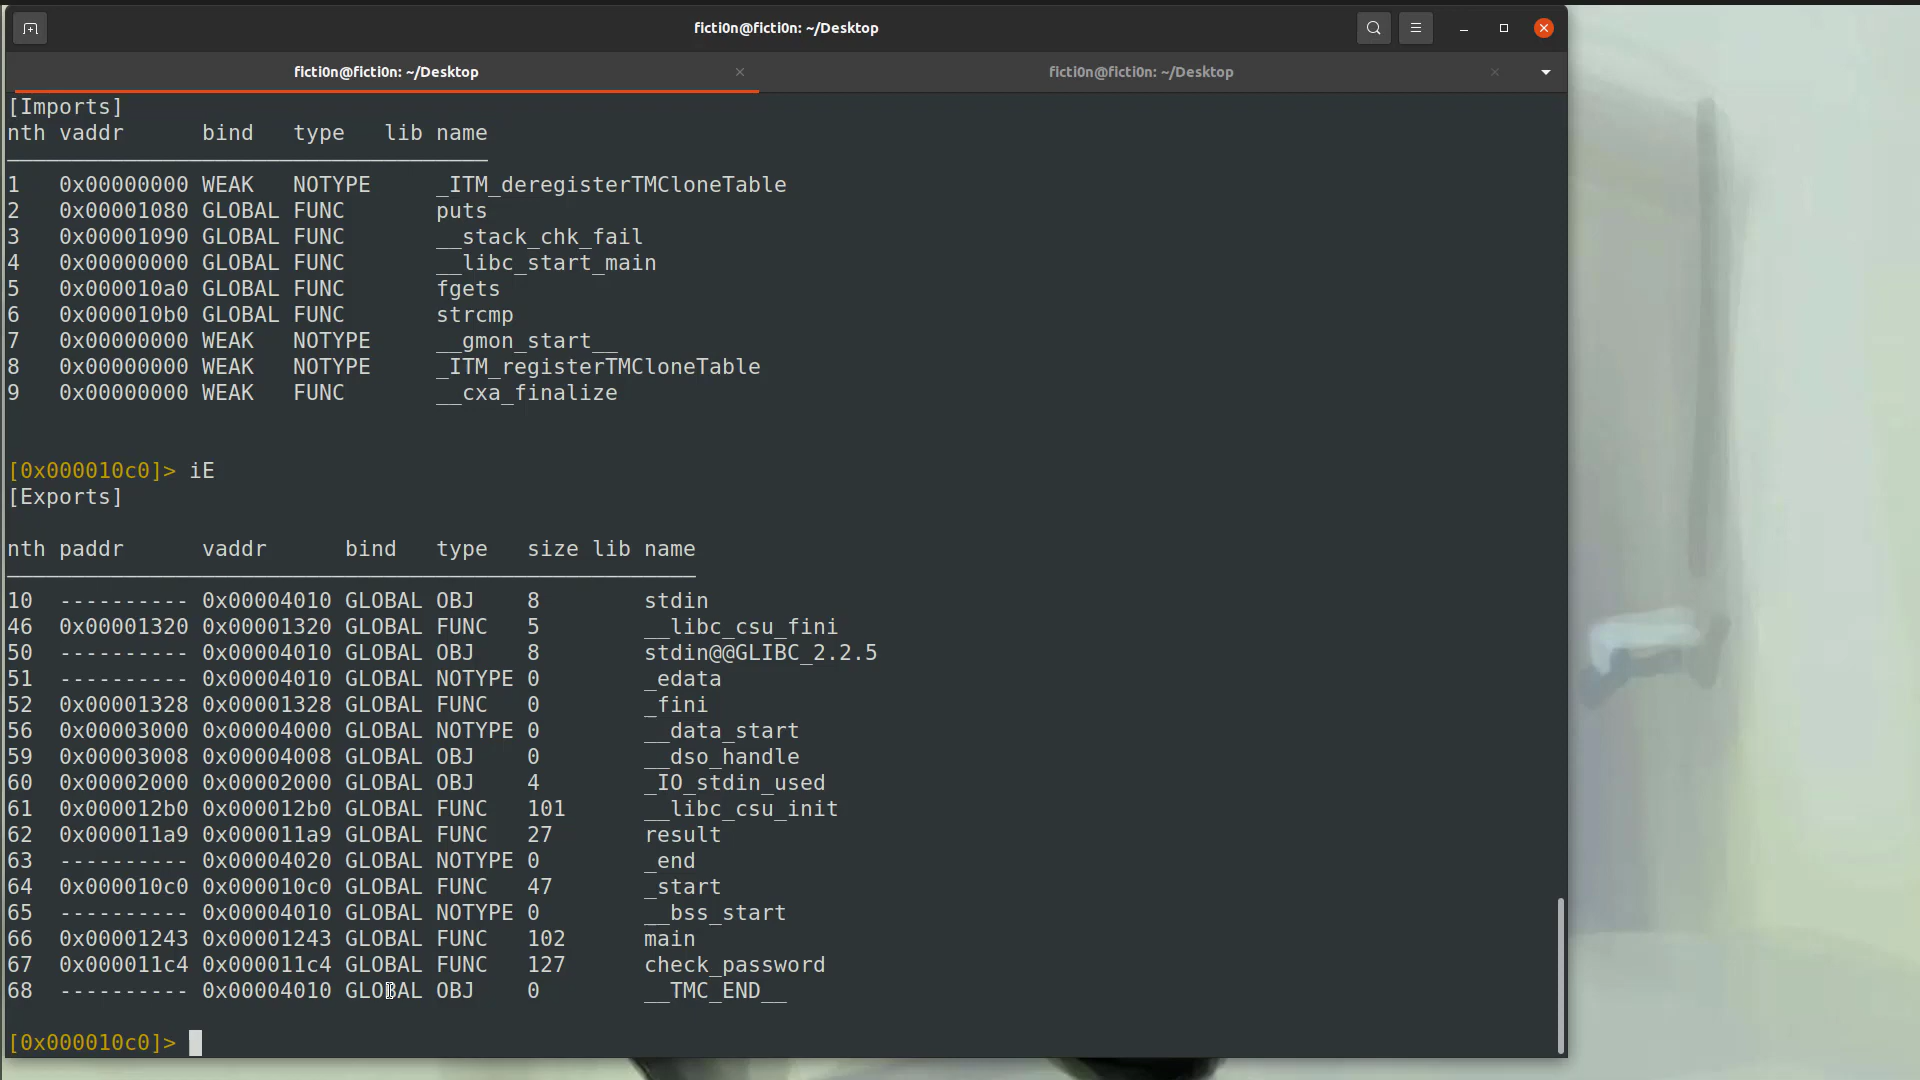 ficti0n@ficti0n: ~/Desktop
ficti0n@ficti0n: ~/Desktop
ficti0n@ficti0n: ~/Desktop
[Imports]
nth vaddr      bind   type   lib name
1   0x00000000 WEAK   NOTYPE     _ITM_deregisterTMCloneTable
2   0x00001080 GLOBAL FUNC       puts
3   0x00001090 GLOBAL FUNC       __stack_chk_fail
4   0x00000000 GLOBAL FUNC       __libc_start_main
5   0x000010a0 GLOBAL FUNC       fgets
6   0x000010b0 GLOBAL FUNC       strcmp
7   0x00000000 WEAK   NOTYPE     __gmon_start__
8   0x00000000 WEAK   NOTYPE     _ITM_registerTMCloneTable
9   0x00000000 WEAK   FUNC       __cxa_finalize
[0x000010c0]> iE
[Exports]
nth paddr      vaddr      bind   type   size lib name
10  ---------- 0x00004010 GLOBAL OBJ    8        stdin
46  0x00001320 0x00001320 GLOBAL FUNC   5        __libc_csu_fini
50  ---------- 0x00004010 GLOBAL OBJ    8        stdin@@GLIBC_2.2.5
51  ---------- 0x00004010 GLOBAL NOTYPE 0        _edata
52  0x00001328 0x00001328 GLOBAL FUNC   0        _fini
56  0x00003000 0x00004000 GLOBAL NOTYPE 0        __data_start
59  0x00003008 0x00004008 GLOBAL OBJ    0        __dso_handle
60  0x00002000 0x00002000 GLOBAL OBJ    4        _IO_stdin_used
61  0x000012b0 0x000012b0 GLOBAL FUNC   101      __libc_csu_init
62  0x000011a9 0x000011a9 GLOBAL FUNC   27       result
63  ---------- 0x00004020 GLOBAL NOTYPE 0        _end
64  0x000010c0 0x000010c0 GLOBAL FUNC   47       _start
65  ---------- 0x00004010 GLOBAL NOTYPE 0        __bss_start
66  0x00001243 0x00001243 GLOBAL FUNC   102      main
67  0x000011c4 0x000011c4 GLOBAL FUNC   127      check_password
68  ---------- 0x00004010 GLOBAL OBJ    0        __TMC_END__
[0x000010c0]>